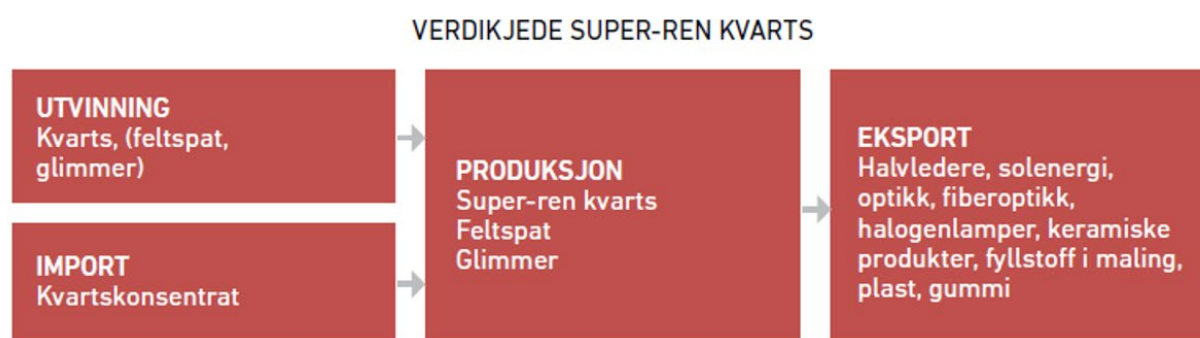 VERDIKJEDE SUPER-REN KVARTS
UTVINNING
Kvarts, (feltspat,
glimmer)
IMPORT
Kvartskonsentrat
PRODUKSJON
Super-ren kvarts
Feltspat
Glimmer
EKSPORT
Halvledere, solenergi,
optikk, fiberoptikk,
halogenlamper, keramiske
produkter, fyllstoff i maling,
plast, gummi